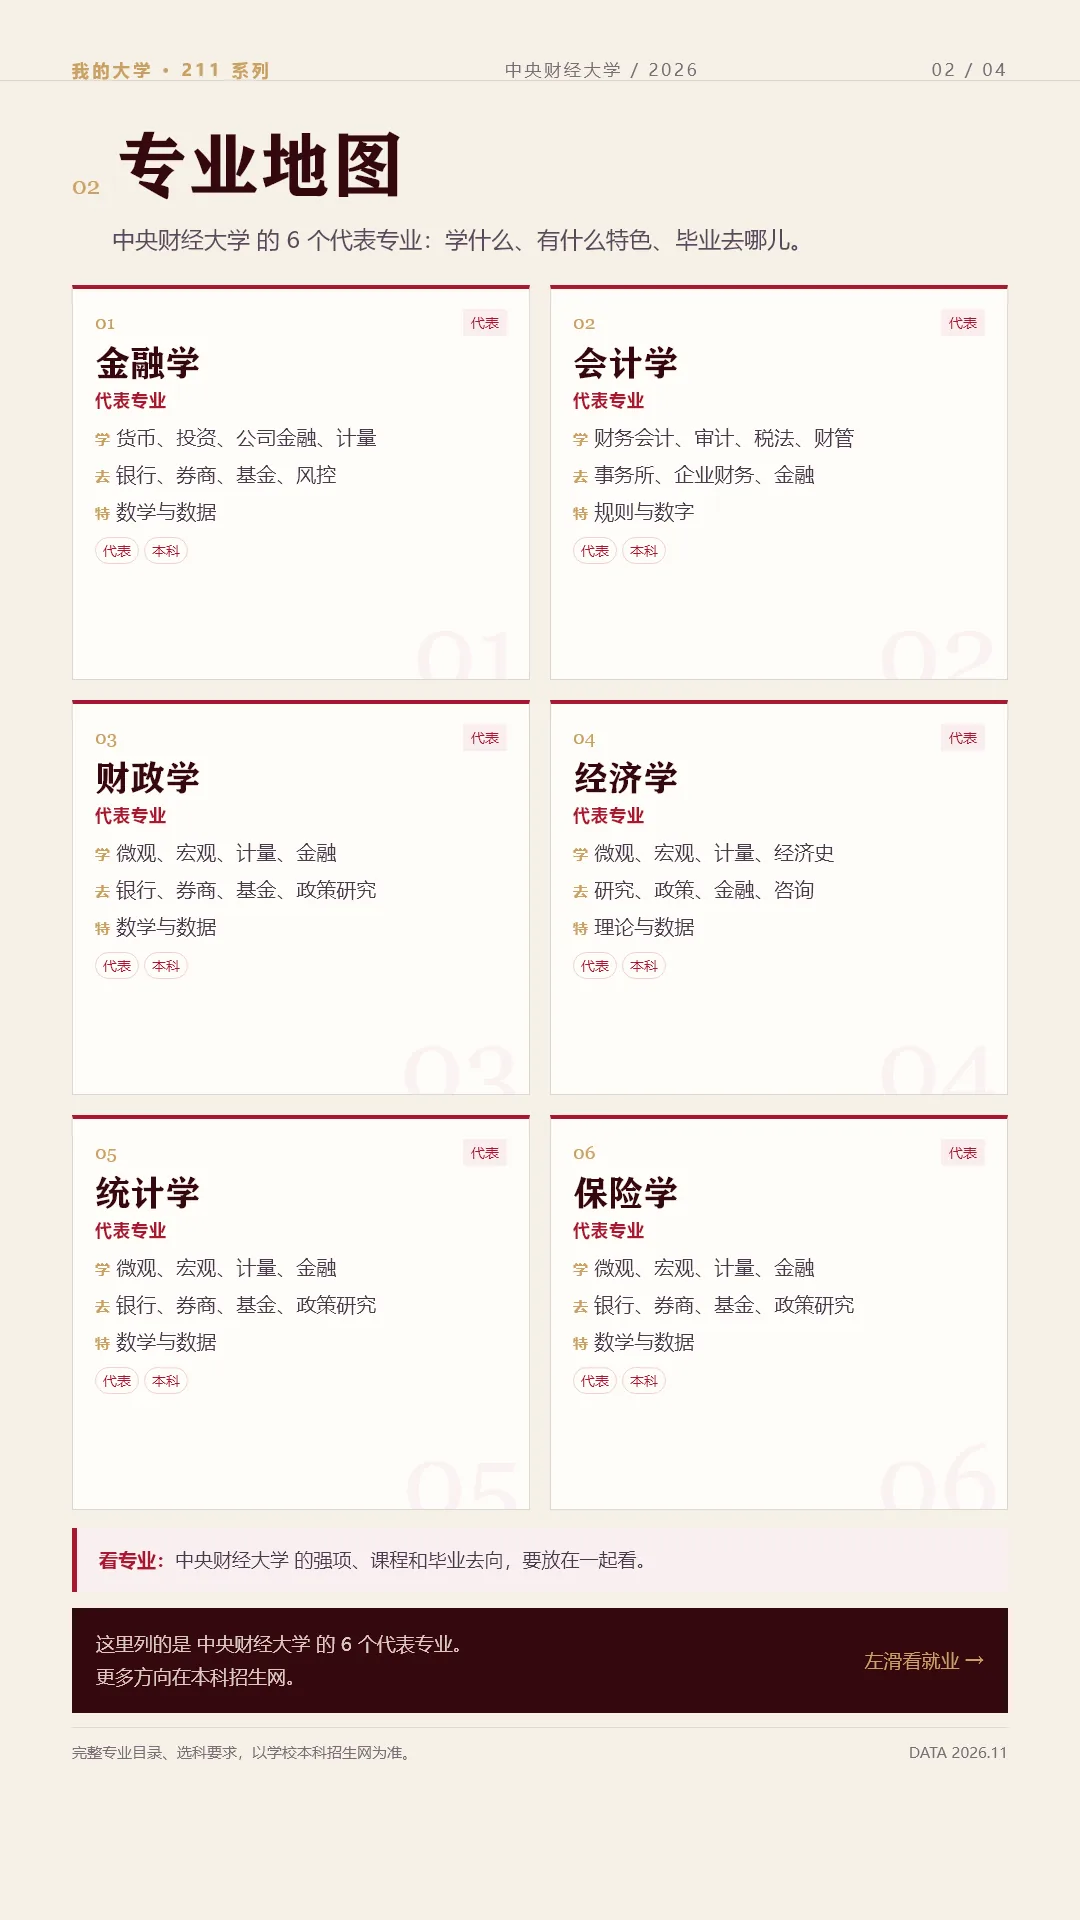 我的大学 · 211 系列
中央财经大学 / 2026
02 / 04
02 专业地图
中央财经大学 的 6 个代表专业：学什么、有什么特色、毕业去哪儿。
01
代表
金融学
代表专业
学 货币、投资、公司金融、计量
去 银行、券商、基金、风控
特 数学与数据
代表 本科
01
02
代表
会计学
代表专业
学 财务会计、审计、税法、财管
去 事务所、企业财务、金融
特 规则与数字
代表 本科
02
03
代表
财政学
代表专业
学 微观、宏观、计量、金融
去 银行、券商、基金、政策研究
特 数学与数据
代表 本科
03
04
代表
经济学
代表专业
学 微观、宏观、计量、经济史
去 研究、政策、金融、咨询
特 理论与数据
代表 本科
04
05
代表
统计学
代表专业
学 微观、宏观、计量、金融
去 银行、券商、基金、政策研究
特 数学与数据
代表 本科
05
06
代表
保险学
代表专业
学 微观、宏观、计量、金融
去 银行、券商、基金、政策研究
特 数学与数据
代表 本科
06
看专业：中央财经大学 的强项、课程和毕业去向，要放在一起看。
这里列的是 中央财经大学 的 6 个代表专业。
更多方向在本科招生网。
左滑看就业 →
完整专业目录、选科要求，以学校本科招生网为准。
DATA 2026.11